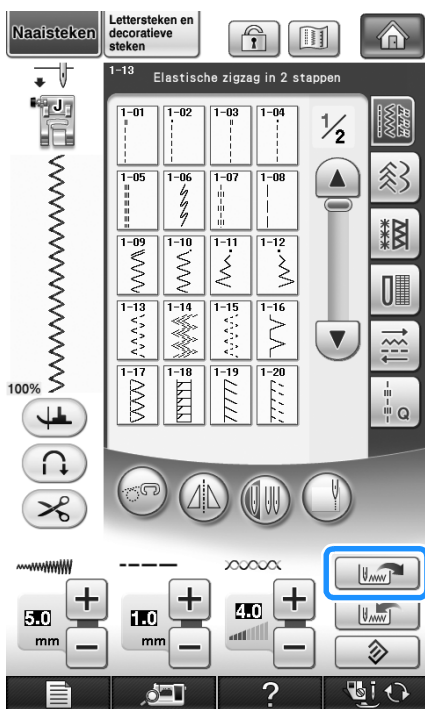 Naaisteken
Lettersteken en
decoratieve
steken
1-13
Elastische zigzag in 2 stappen
J
1-01 1-02 1-03 1-04
1/2
1-05 1-06 1-07 1-08
1-09 1-10 1-11 1-12
1-13 1-14 1-15 1-16
1-17 1-18 1-19 1-20
Q
100%
5.0
mm
1.0
mm
4.0
?